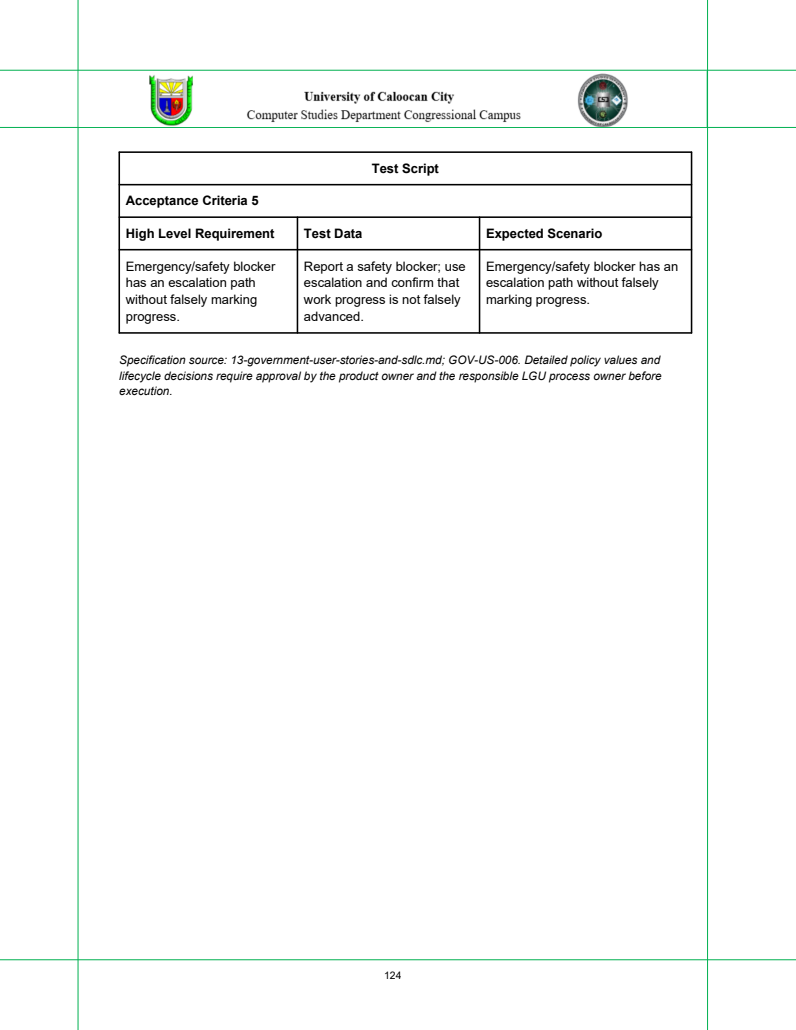 University of Caloocan City
Computer Studies Department Congressional Campus
Test Script
Acceptance Criteria 5
High Level Requirement
Test Data
Expected Scenario
Emergency/safety blocker
has an escalation path
without falsely marking
progress.
Report a safety blocker; use
escalation and confirm that
work progress is not falsely
advanced.
Emergency/safety blocker has an
escalation path without falsely
marking progress.
Specification source: 13-government-user-stories-and-sdlc.md; GOV-US-006. Detailed policy values and
lifecycle decisions require approval by the product owner and the responsible LGU process owner before
execution.
124